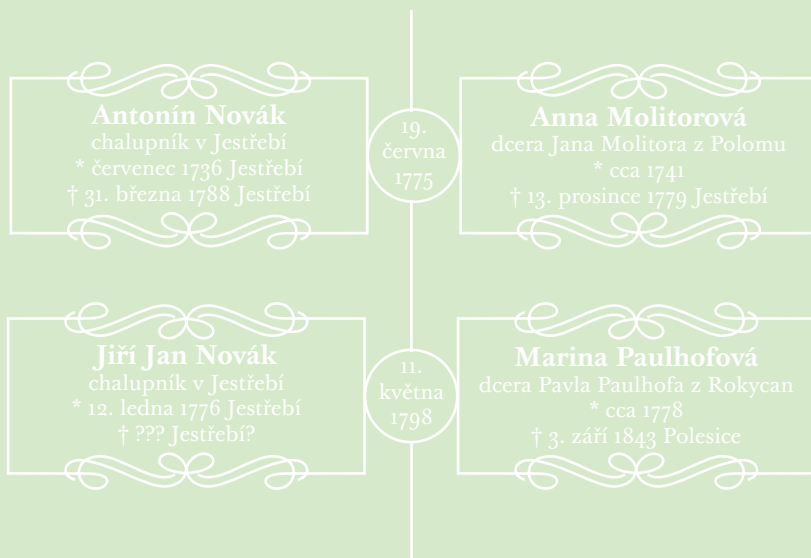 Antonín Novák
chalupník v Jestřebí
* červenec 1736 Jestřebí
† 31. března 1788 Jestřebí
19.
června
1775
Anna Molitorová
dcera Jana Molitora z Polomu
* cca 1741
† 13. prosince 1779 Jestřebí
Jiří Jan Novák
chalupník v Jestřebí
* 12. ledna 1776 Jestřebí
† ??? Jestřebí?
11.
května
1798
Marina Paulhofová
dcera Pavla Paulhofa z Rokycan
* cca 1778
† 3. září 1843 Polesice